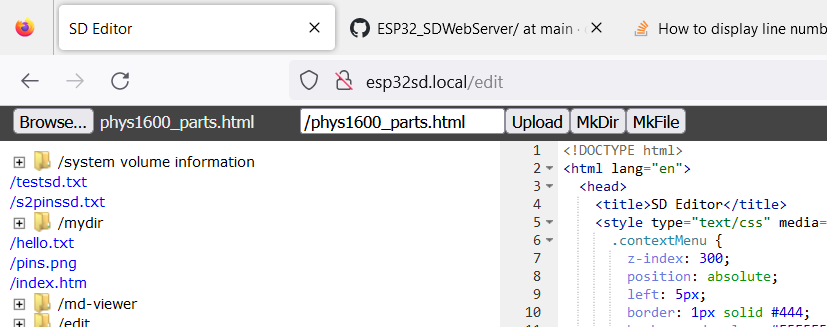 SD Editor
ESP32_SDWebServer/ at main ·
How to display line numb
esp32sd.local/edit
Browse... phys1600_parts.html /phys1600_parts.html Upload MkDir MkFile
/system volume information
/testsd.txt
/s2pinssd.txt
/mydir
/hello.txt
/pins.png
/index.htm
/md-viewer
/edit
1 <!DOCTYPE html>
2 <html lang="en">
3 <head>
4 <title>SD Editor</title>
5 <style type="text/css" media=
6 .contextMenu {
7 z-index: 300;
8 position: absolute;
9 left: 5px;
10 border: 1px solid #444;